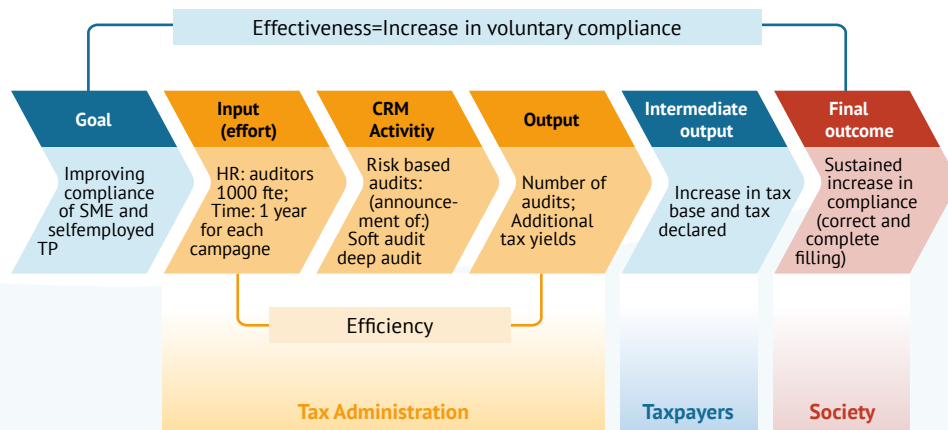 Effectiveness=Increase in voluntary compliance
Goal
Improving
compliance
of SME and
selfemployed
TP
Input
(effort)
HR: auditors
1000 fte;
Time: 1 year
for each
campagne
CRM
Activitiy
Risk based
audits:
(announce-
ment of:)
Soft audit
deep audit
Output
Number of
audits;
Additional
tax yields
Intermediate
output
Increase in tax
base and tax
declared
Final
outcome
Sustained
increase in
compliance
(correct and
complete
filling)
Efficiency
Tax Administration
Taxpayers
Society